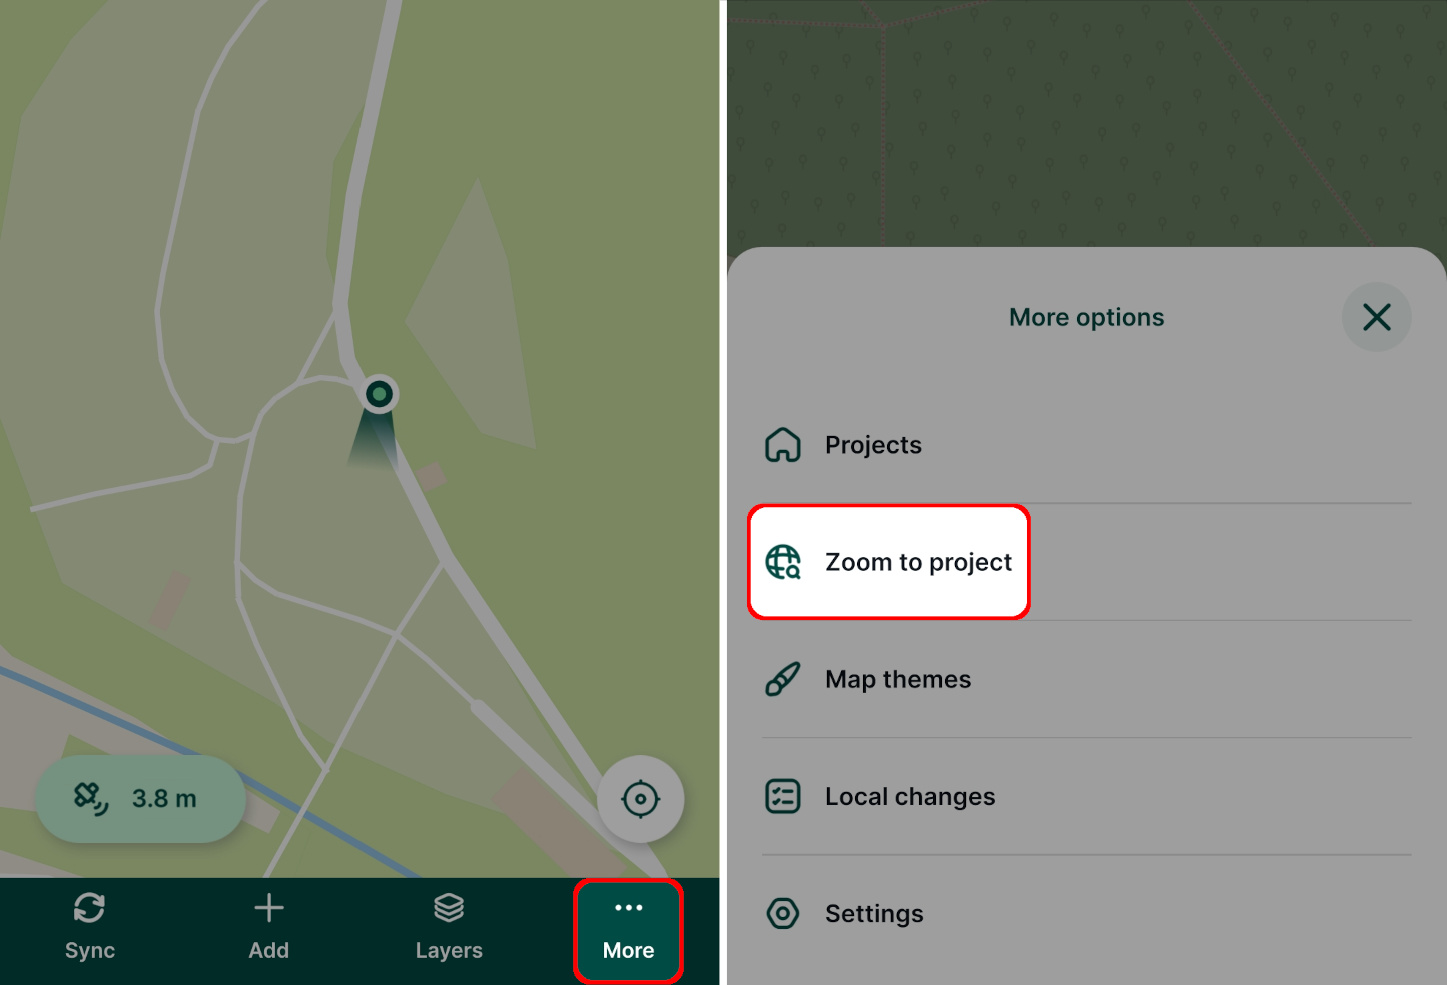 3.8 m
Sync
Add
Layers
More
More options
Projects
Zoom to project
Map themes
Local changes
Settings